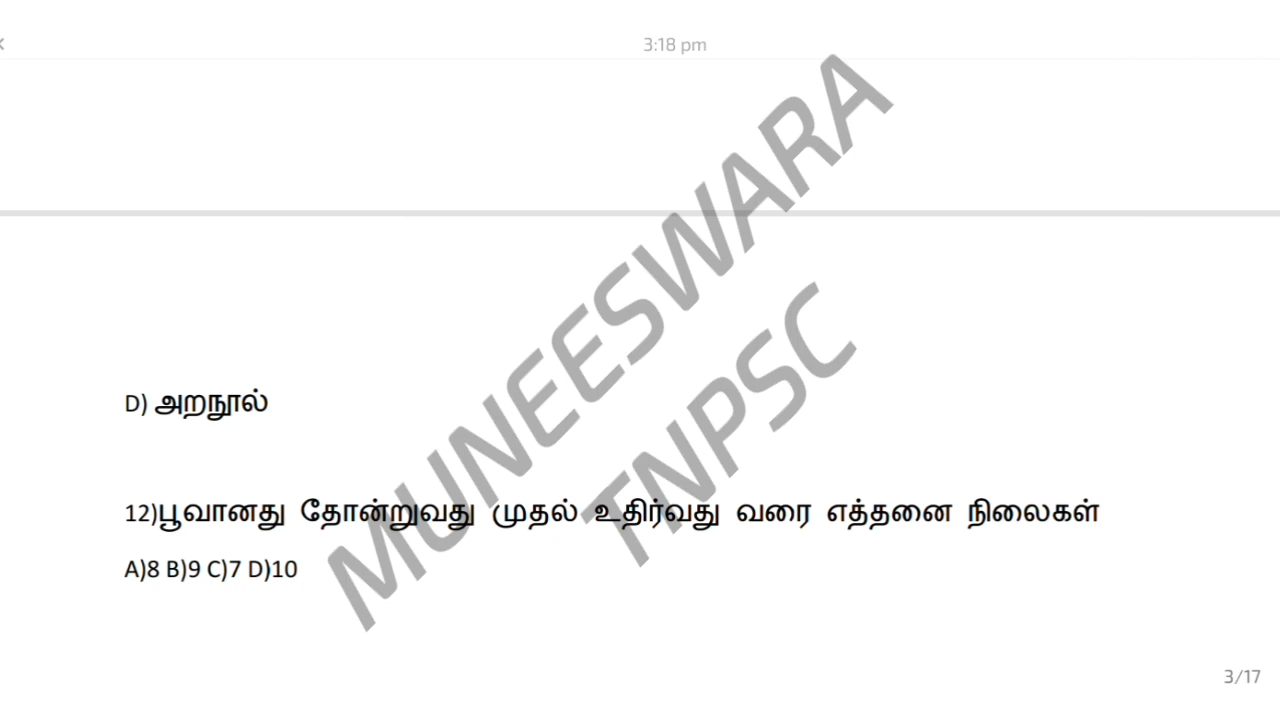 3:18 pm
MUNEESWARA
TNPSC
D) அறநூல்
12)பூவானது தோன்றுவது முதல் உதிர்வது வரை எத்தனை நிலைகள்
A)8 B)9 C)7 D)10
3/17